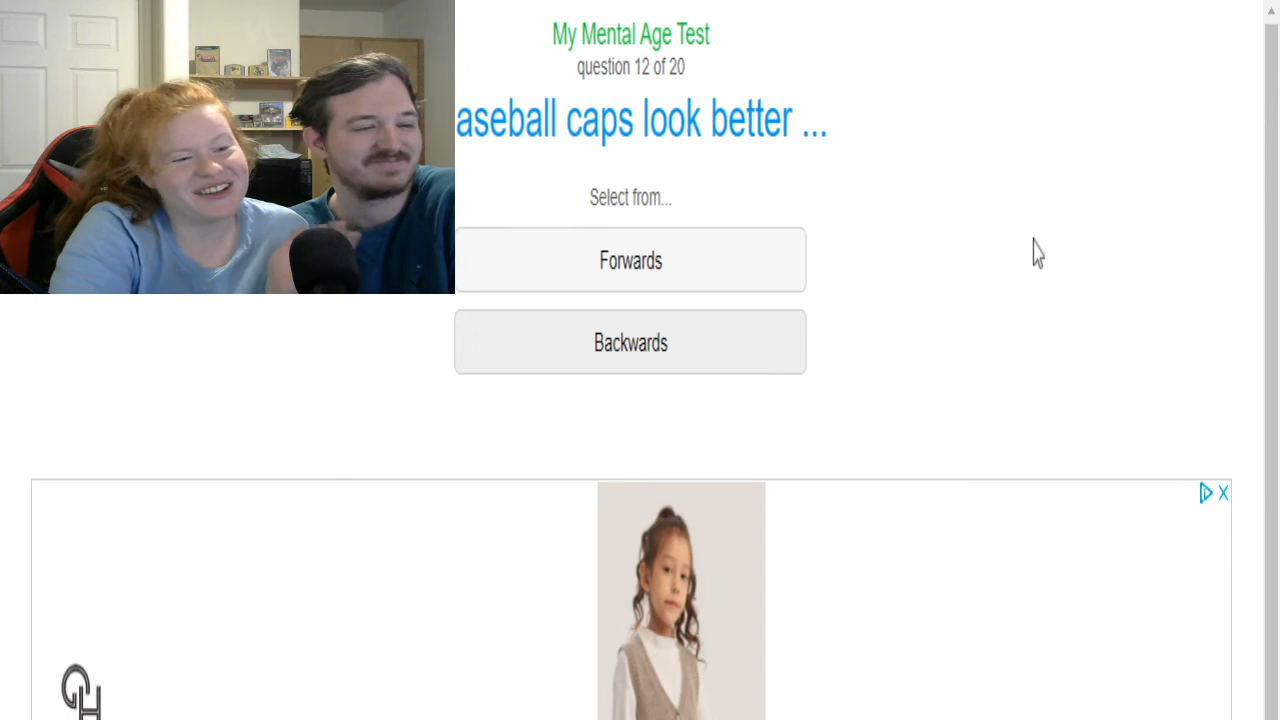 My Mental Age Test
question 12 of 20
aseball caps look better ...
Select from...
Forwards
Backwards